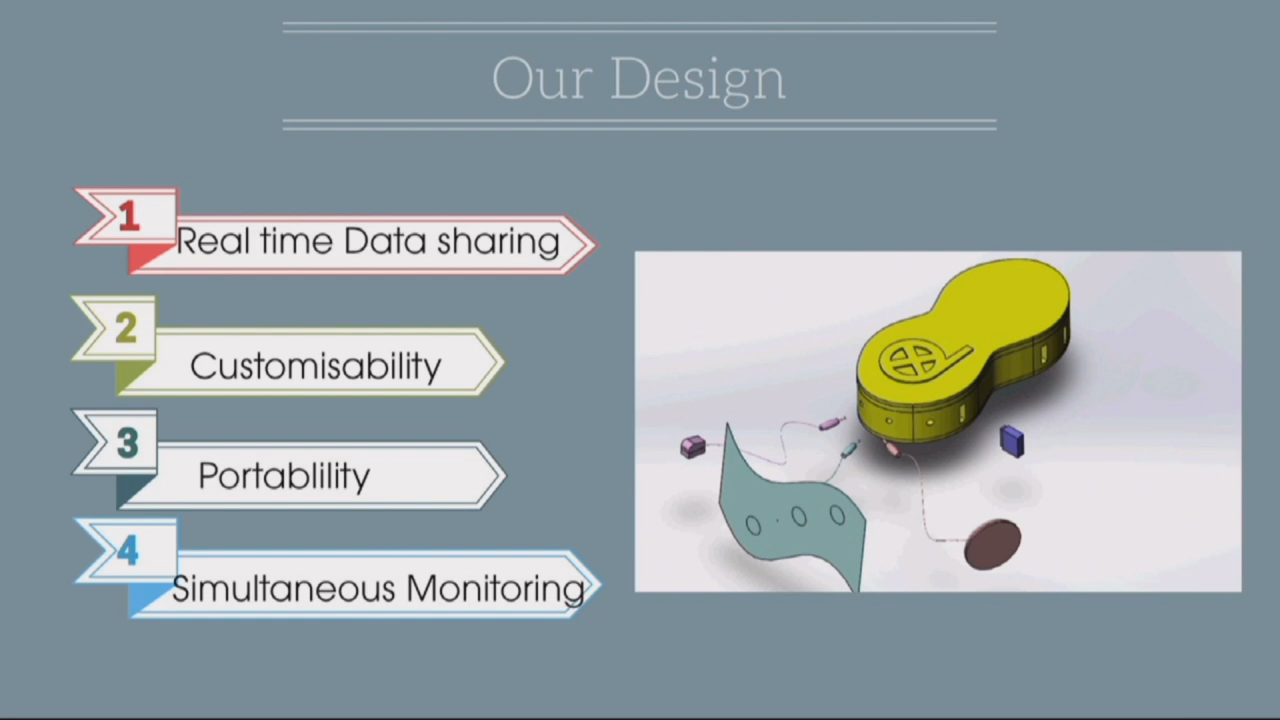 Our Design
1
Real time Data sharing
2
Customisability
3
Portablility
4
Simultaneous Monitoring